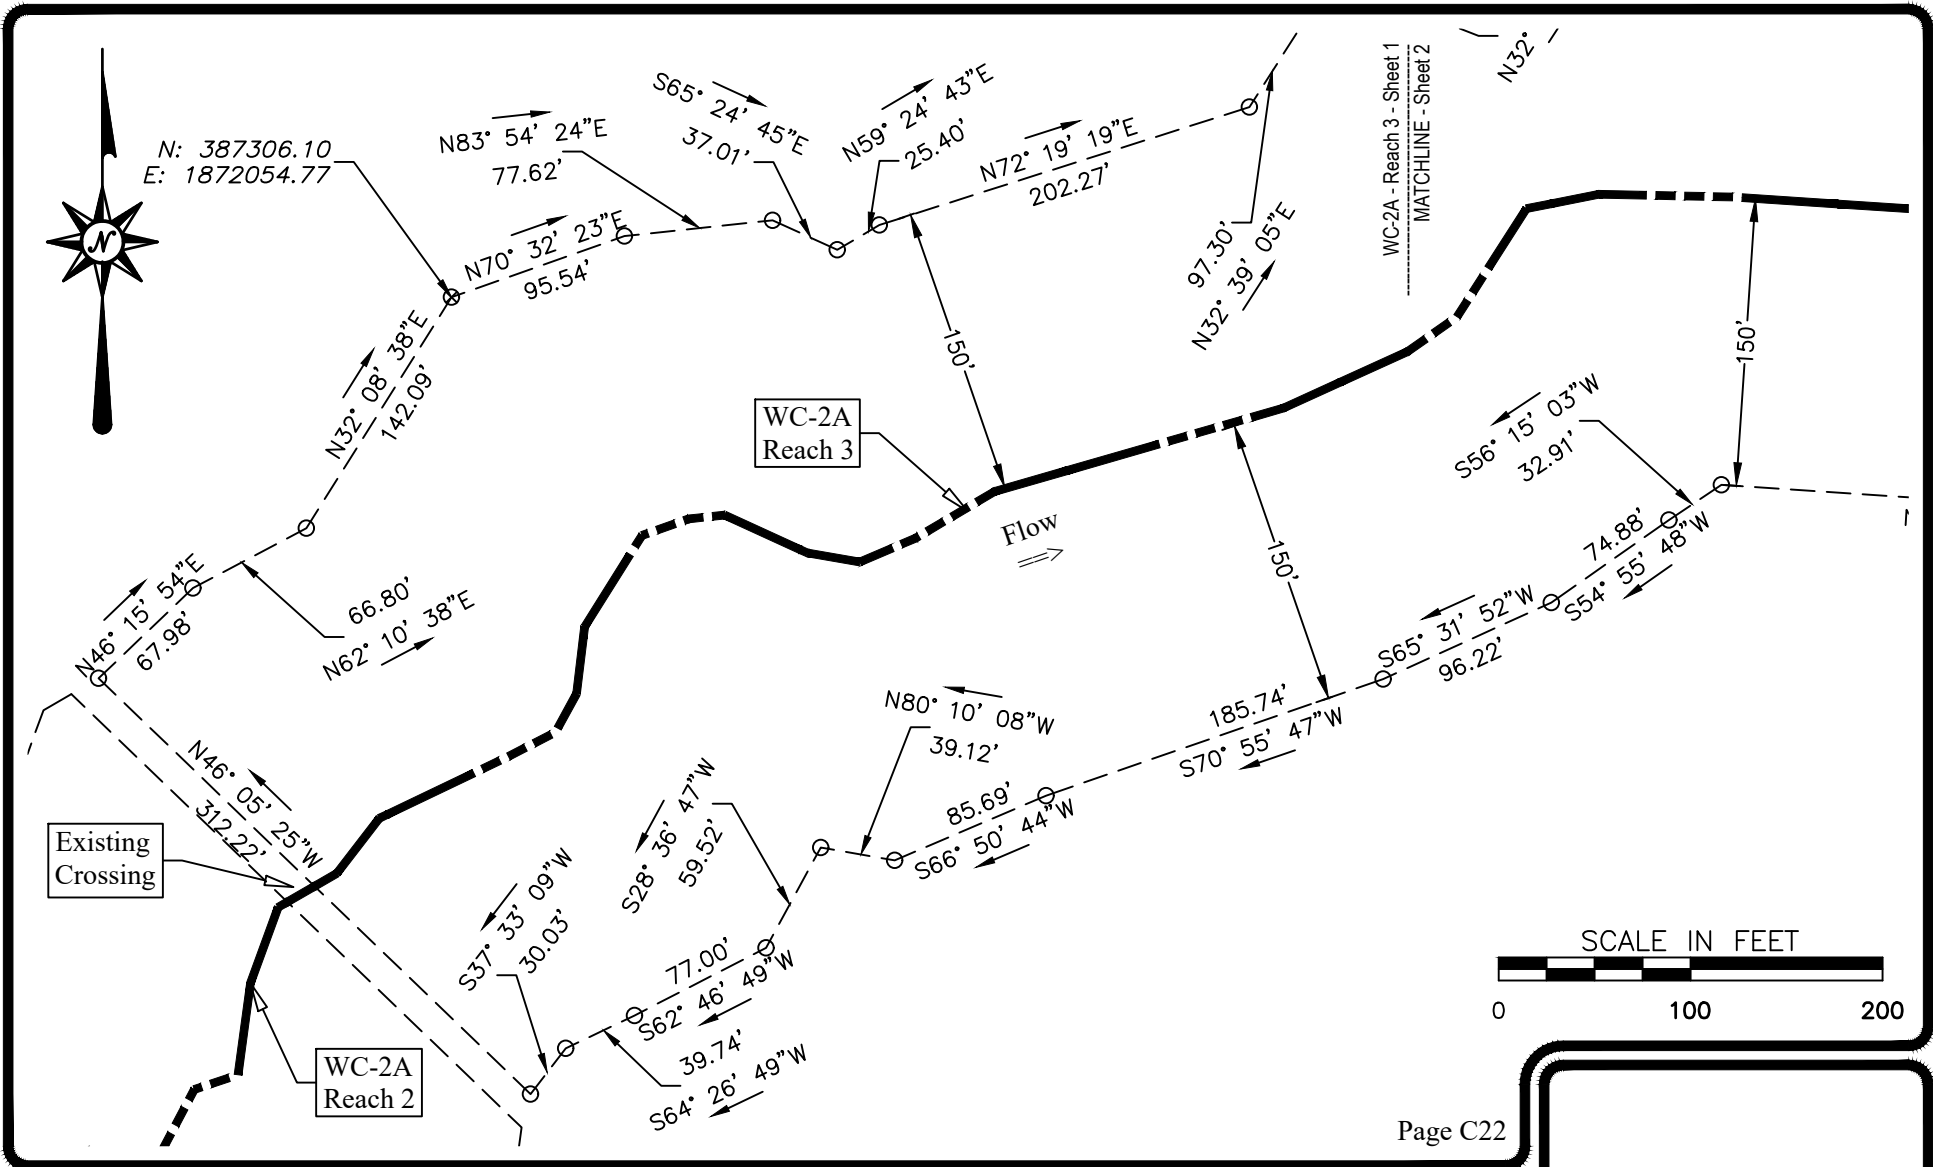 N: 387306.10
E: 1872054.77
N
N83° 54' 24"E
77.62'
S65° 24' 45"E
37.01'
N59° 24' 43"E
25.40'
N72° 19' 19"E
202.27'
97.30'
N32° 39' 05"E
WC-2A - Reach 3 - Sheet 1
MATCHLINE - Sheet 2
N32°
N70° 32' 23"E
95.54'
N32° 08' 38"E
142.09'
150'
150'
150'
WC-2A
Reach 3
Flow
S56° 15' 03"W
32.91'
74.88'
S54° 55' 48"W
S65° 31' 52"W
96.22'
N46° 15' 54"E
67.98'
66.80'
N62° 10' 38"E
N80° 10' 08"W
39.12'
185.74'
S70° 55' 47"W
85.69'
S66° 50' 44"W
N46° 05' 25"W
312.22'
Existing
Crossing
S28° 36' 47"W
59.52'
S37° 33' 09"W
30.03'
77.00'
S62° 46' 49"W
39.74'
S64° 26' 49"W
WC-2A
Reach 2
SCALE IN FEET
0 100 200
Page C22